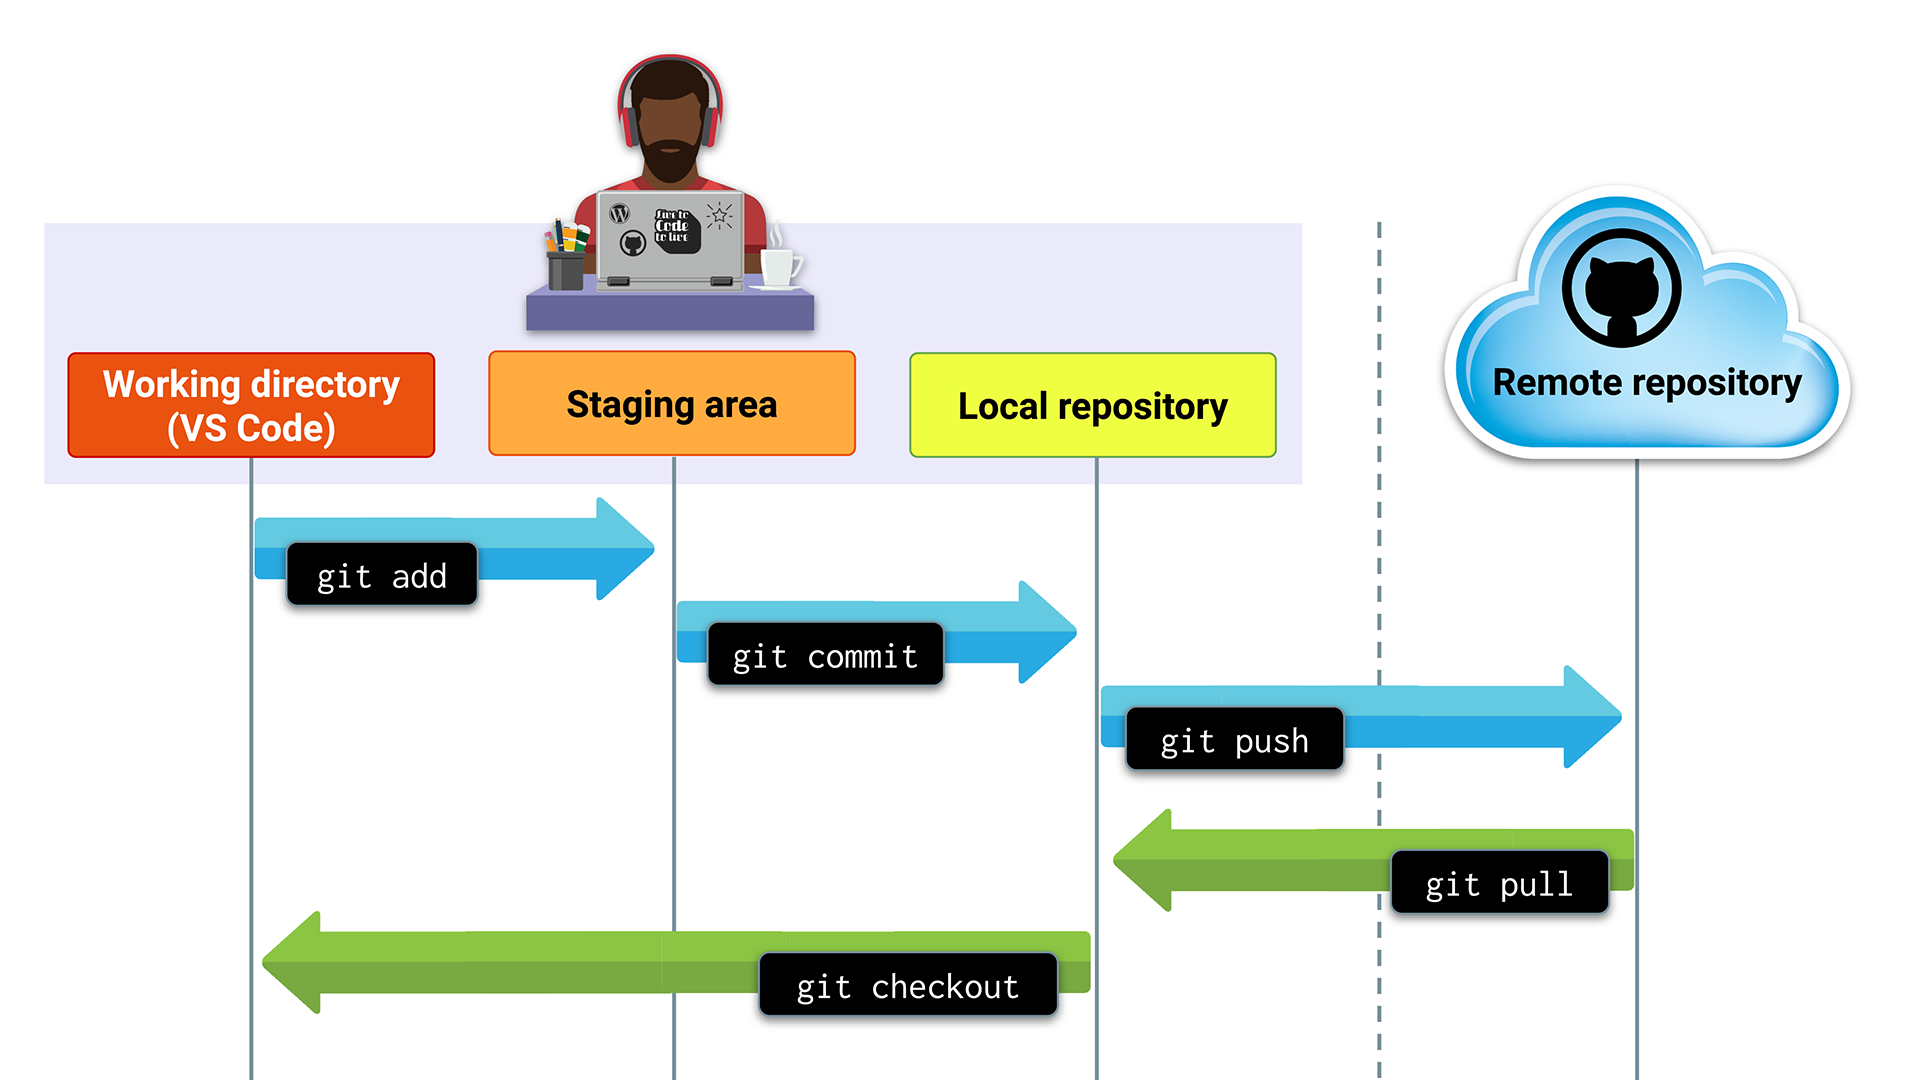 Live to
Code
to live
Working directory
(VS Code)
Staging area
Local repository
Remote repository
git add
git commit
git push
git pull
git checkout